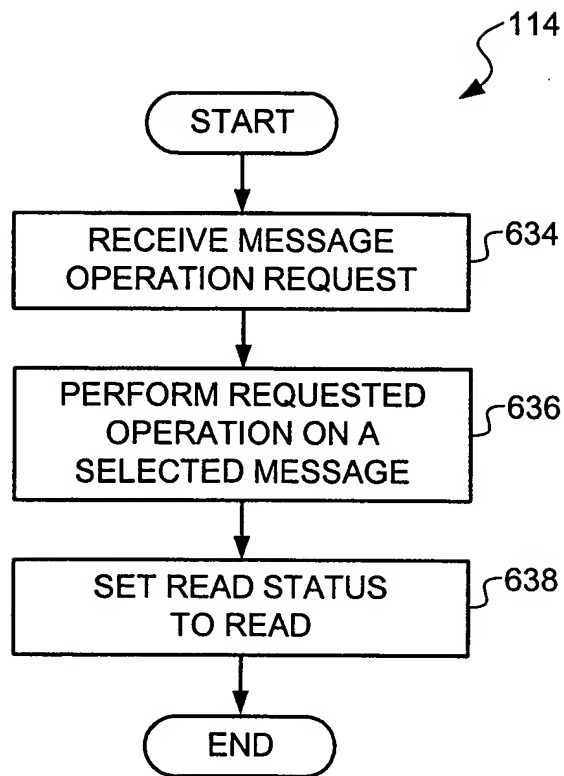 114
START
RECEIVE MESSAGE
OPERATION REQUEST
634
PERFORM REQUESTED
OPERATION ON A
SELECTED MESSAGE
636
SET READ STATUS
TO READ
638
END